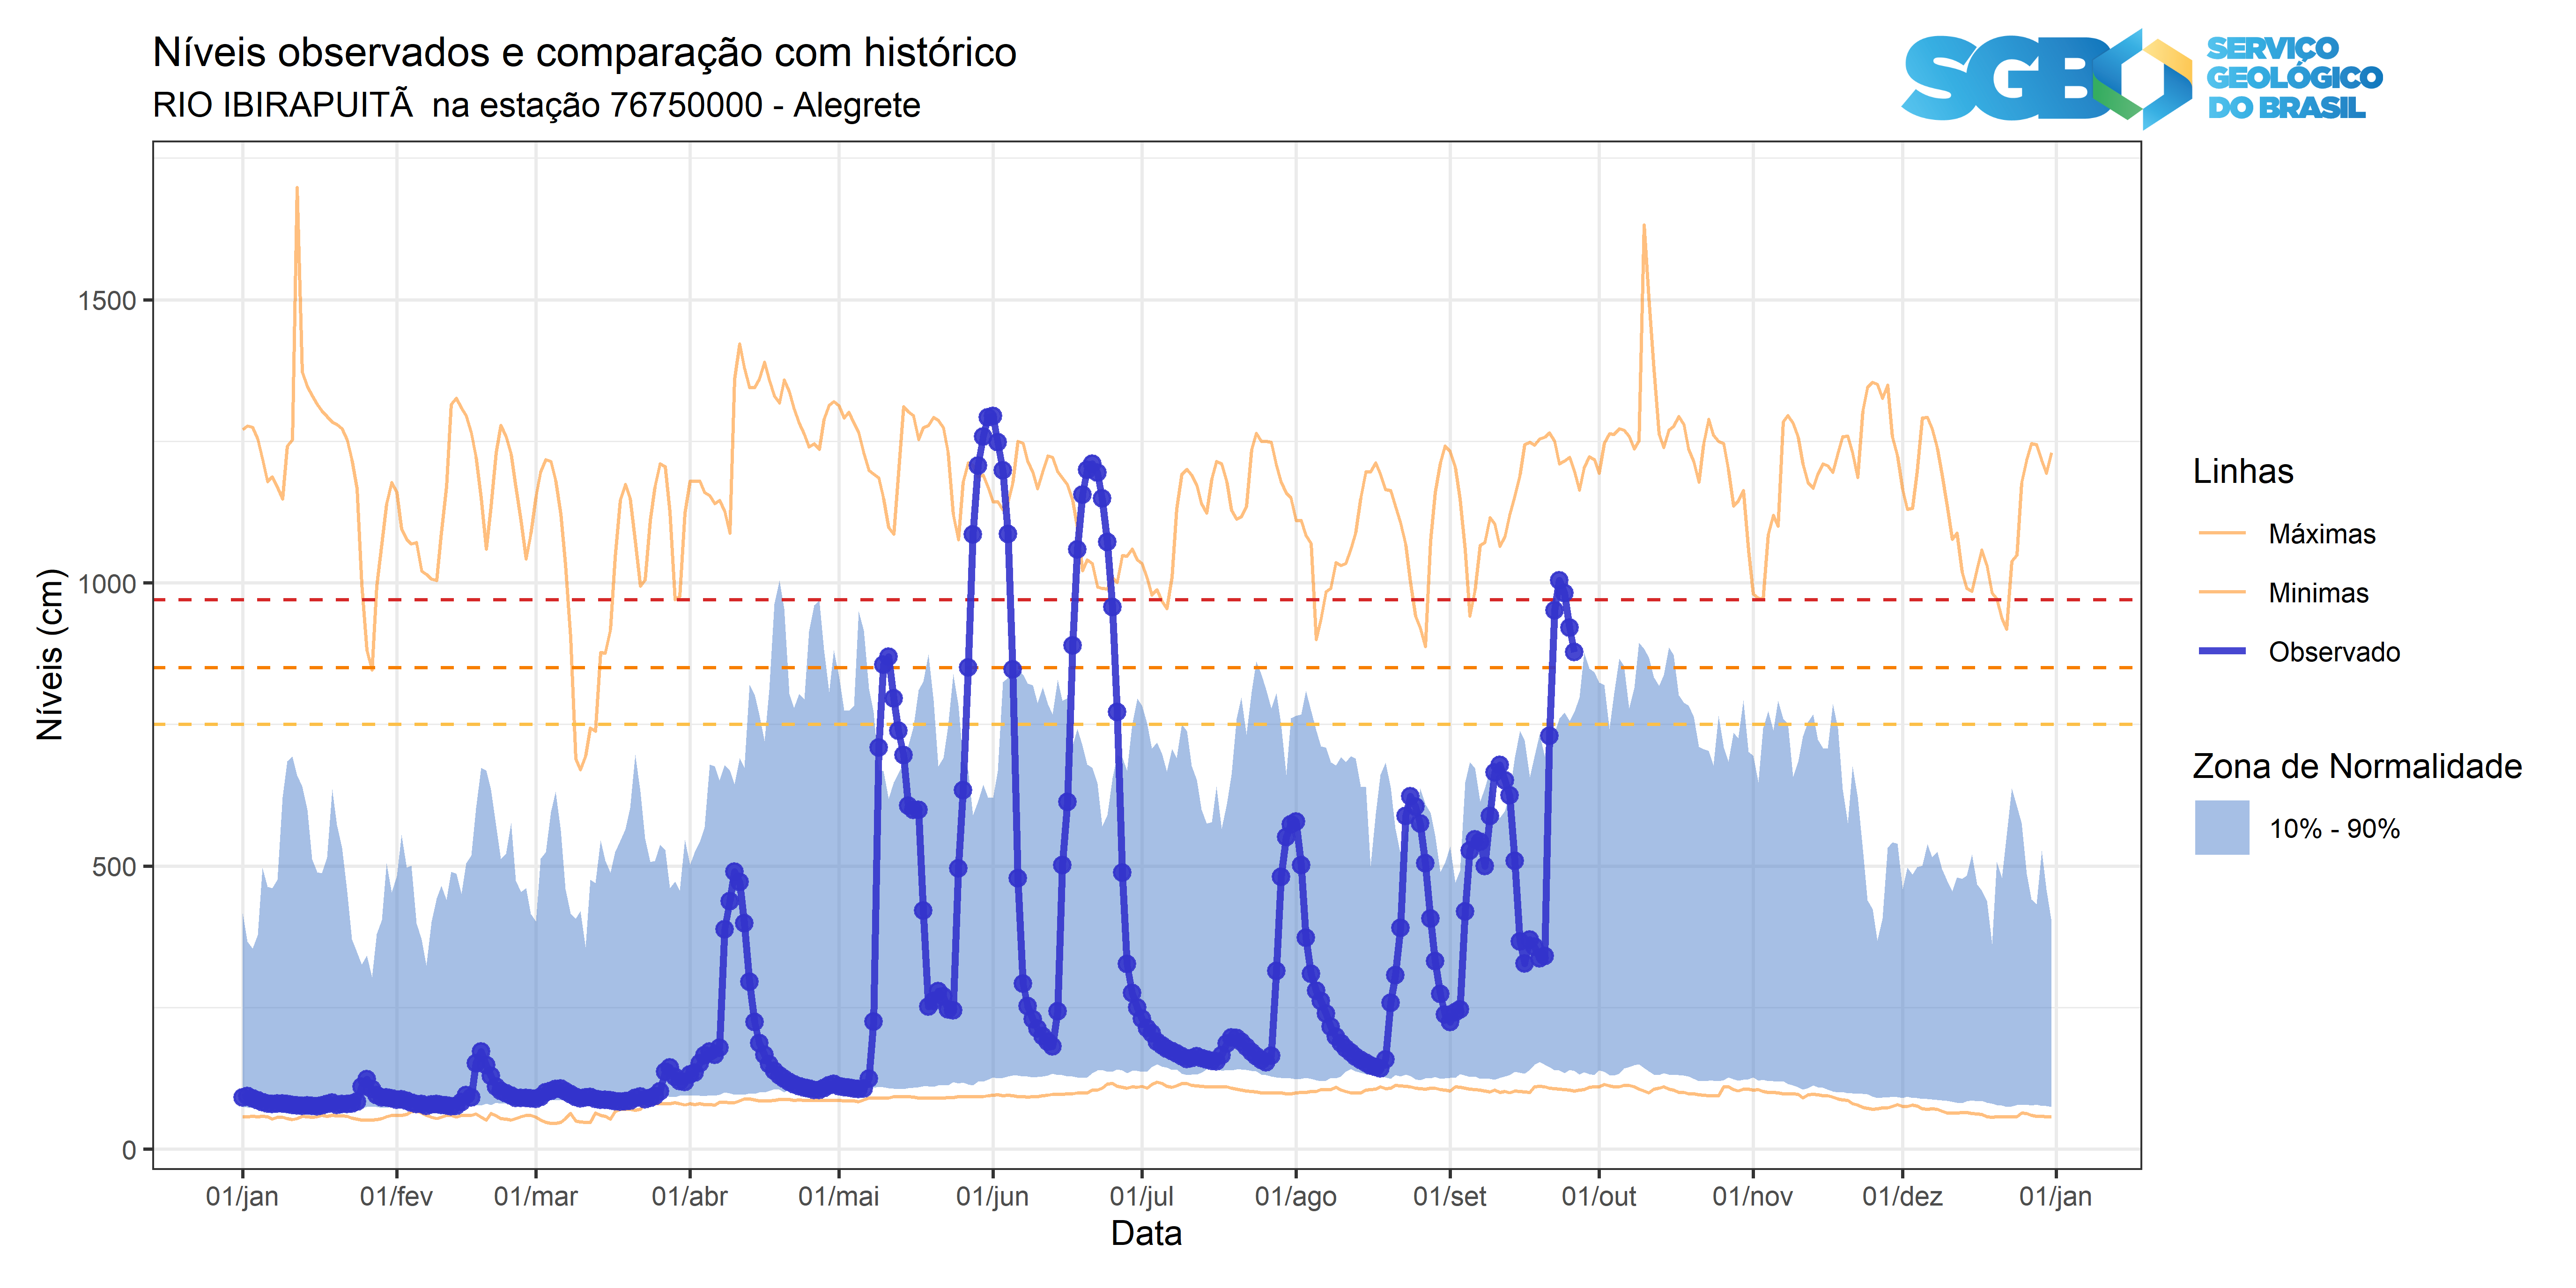 Níveis observados e comparação com histórico
RIO IBIRAPUITÃ  na estação 76750000 - Alegrete
SGB
SERVIÇO
GEOLÓGICO
DO BRASIL
Níveis (cm)
1500
1000
500
0
01/jan
01/fev
01/mar
01/abr
01/mai
01/jun
01/jul
01/ago
01/set
01/out
01/nov
01/dez
01/jan
Data
Linhas
Máximas
Minimas
Observado
Zona de Normalidade
10% - 90%